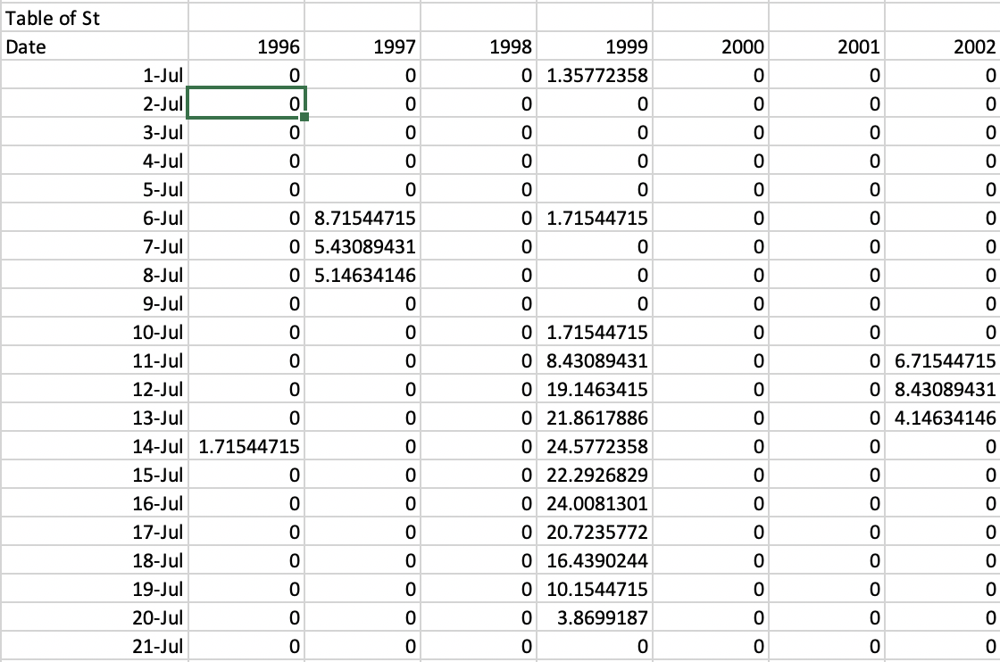 Table of St
Date 1996 1997 1998 1999 2000 2001 2002
1-Jul 0 0 0 1.35772358 0 0 0
2-Jul 0 0 0 0 0 0 0
3-Jul 0 0 0 0 0 0 0
4-Jul 0 0 0 0 0 0 0
5-Jul 0 0 0 0 0 0 0
6-Jul 0 8.71544715 0 1.71544715 0 0 0
7-Jul 0 5.43089431 0 0 0 0 0
8-Jul 0 5.14634146 0 0 0 0 0
9-Jul 0 0 0 0 0 0 0
10-Jul 0 0 0 1.71544715 0 0 0
11-Jul 0 0 0 8.43089431 0 0 6.71544715
12-Jul 0 0 0 19.1463415 0 0 8.43089431
13-Jul 0 0 0 21.8617886 0 0 4.14634146
14-Jul 1.71544715 0 0 24.5772358 0 0 0
15-Jul 0 0 0 22.2926829 0 0 0
16-Jul 0 0 0 24.0081301 0 0 0
17-Jul 0 0 0 20.7235772 0 0 0
18-Jul 0 0 0 16.4390244 0 0 0
19-Jul 0 0 0 10.1544715 0 0 0
20-Jul 0 0 0 3.8699187 0 0 0
21-Jul 0 0 0 0 0 0 0